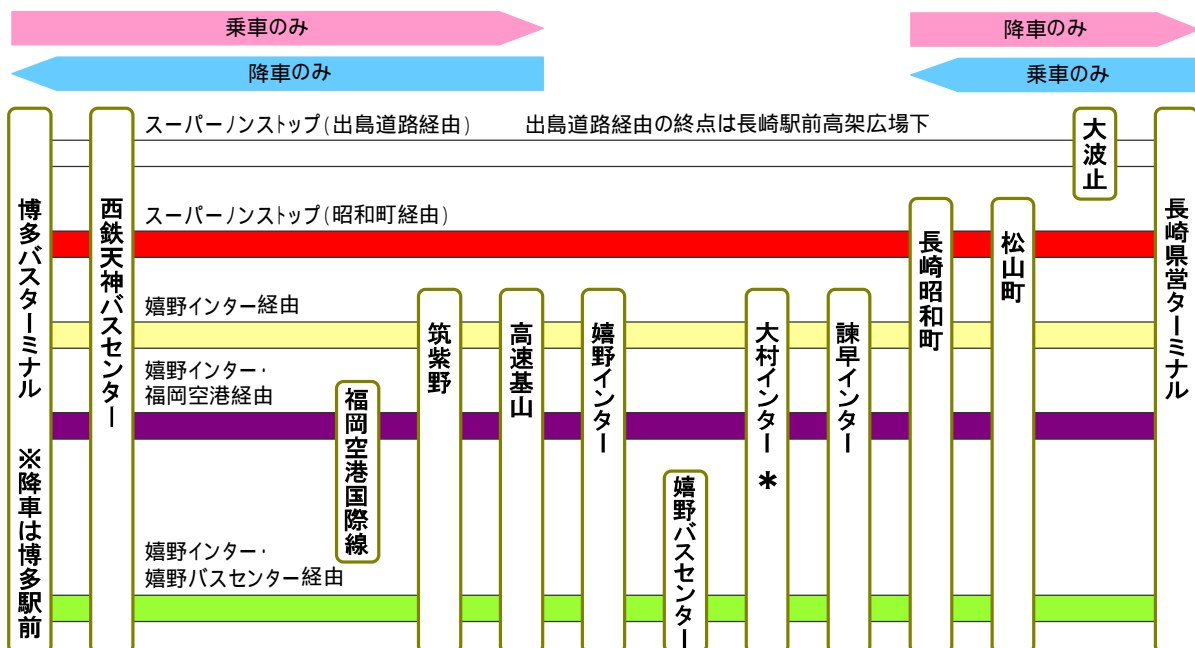 乗車のみ
降車のみ
降車のみ
乗車のみ
スーパーノンストップ(出島道路経由)
出島道路経由の終点は長崎駅前高架広場下
スーパーノンストップ(昭和町経由)
嬉野インター経由
嬉野インター・
福岡空港経由
嬉野インター・
嬉野バスセンター経由
博多バスターミナル ※降車は博多駅前
西鉄天神バスセンター
福岡空港国際線
筑紫野
高速基山
嬉野インター
嬉野バスセンター
大村インター*
諫早インター
長崎昭和町
松山町
大波止
長崎県営ターミナル